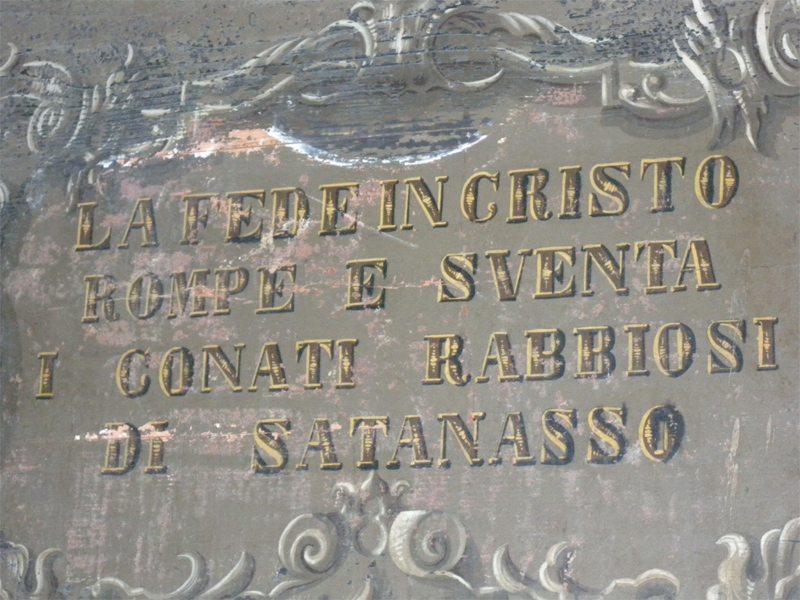 LA FEDE IN CRISTO
ROMPE E SVENTA
I CONATI RABBIOSI
DI SATANASSO